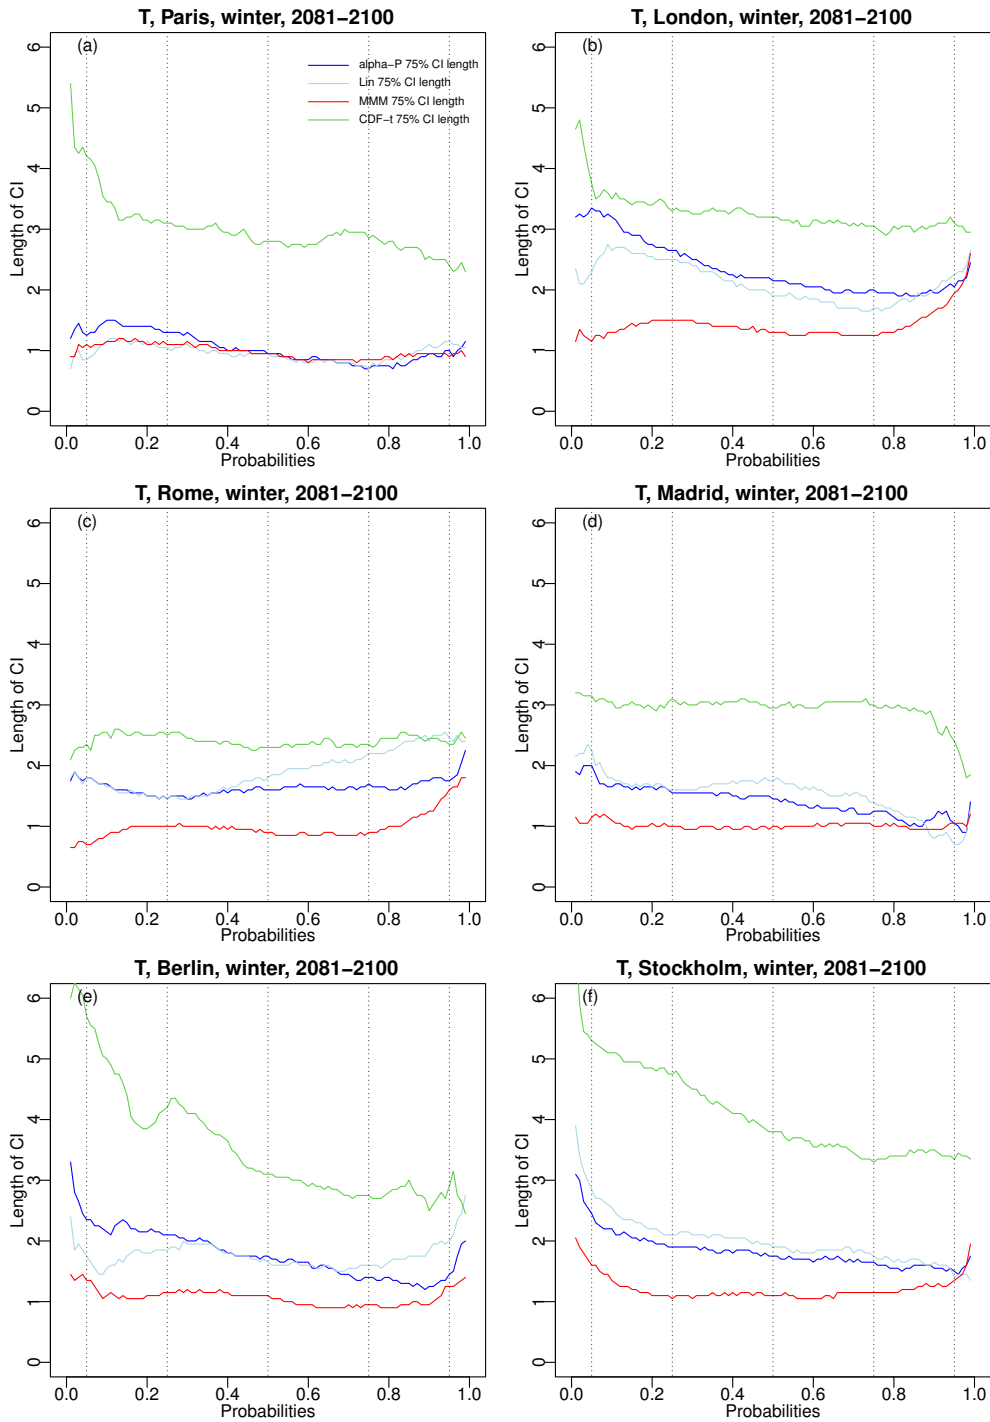 T, Paris, winter, 2081−2100
(a)
alpha−P 75% CI length
Lin 75% CI length
MMM 75% CI length
CDF−t 75% CI length
Length of CI
0 1 2 3 4 5 6
0.0 0.2 0.4 0.6 0.8 1.0
Probabilities
T, London, winter, 2081−2100
(b)
Length of CI
0 1 2 3 4 5 6
0.0 0.2 0.4 0.6 0.8 1.0
Probabilities
T, Rome, winter, 2081−2100
(c)
Length of CI
0 1 2 3 4 5 6
0.0 0.2 0.4 0.6 0.8 1.0
Probabilities
T, Madrid, winter, 2081−2100
(d)
Length of CI
0 1 2 3 4 5 6
0.0 0.2 0.4 0.6 0.8 1.0
Probabilities
T, Berlin, winter, 2081−2100
(e)
Length of CI
0 1 2 3 4 5 6
0.0 0.2 0.4 0.6 0.8 1.0
Probabilities
T, Stockholm, winter, 2081−2100
(f)
Length of CI
0 1 2 3 4 5 6
0.0 0.2 0.4 0.6 0.8 1.0
Probabilities